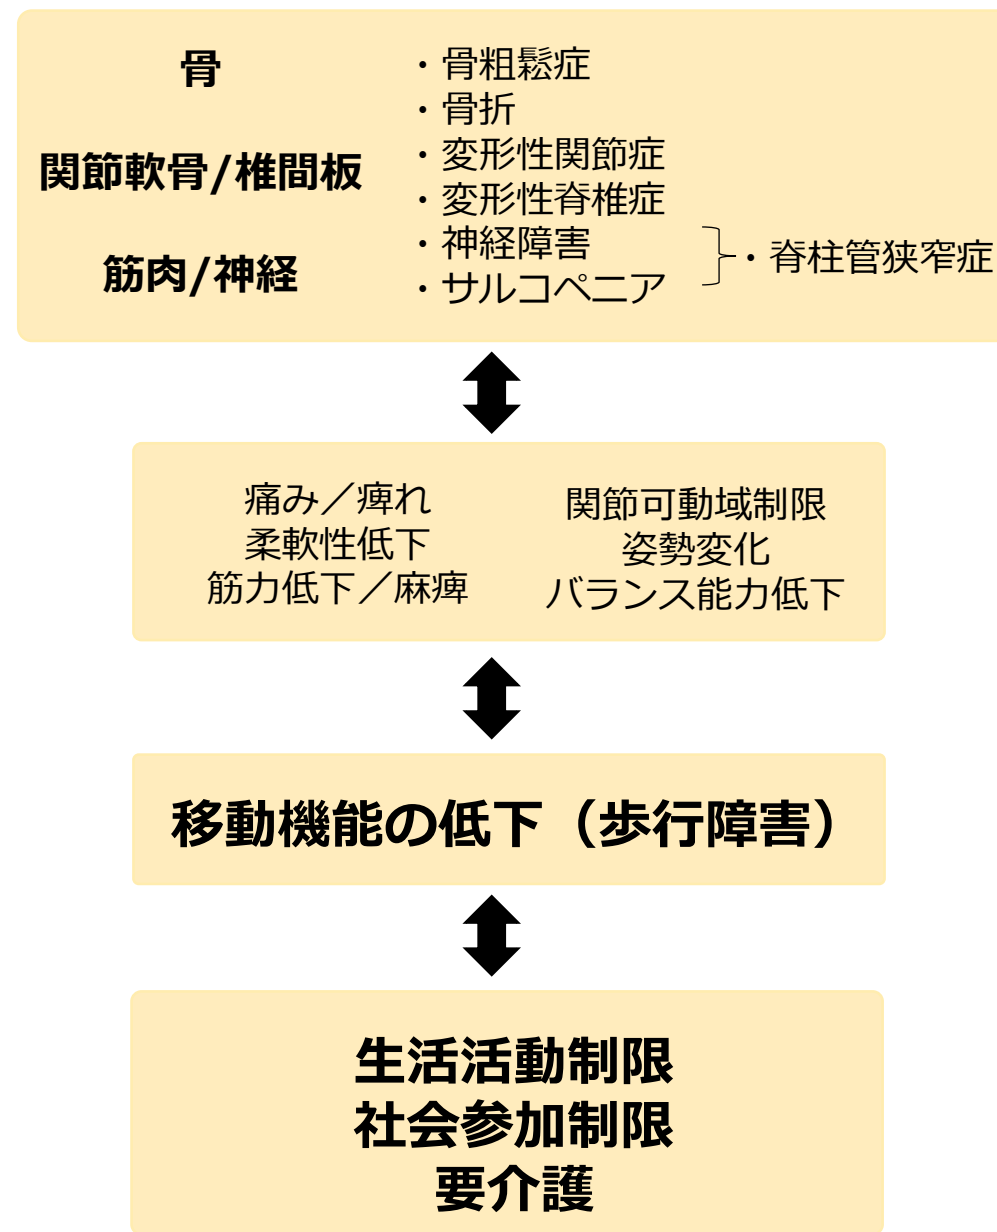 骨
関節軟骨/椎間板
筋肉/神経
・骨粗鬆症
・骨折
・変形性関節症
・変形性脊椎症
・神経障害
・サルコペニア
・脊柱管狭窄症
痛み／痺れ
柔軟性低下
筋力低下／麻痺
関節可動域制限
姿勢変化
バランス能力低下
移動機能の低下（歩行障害）
生活活動制限
社会参加制限
要介護